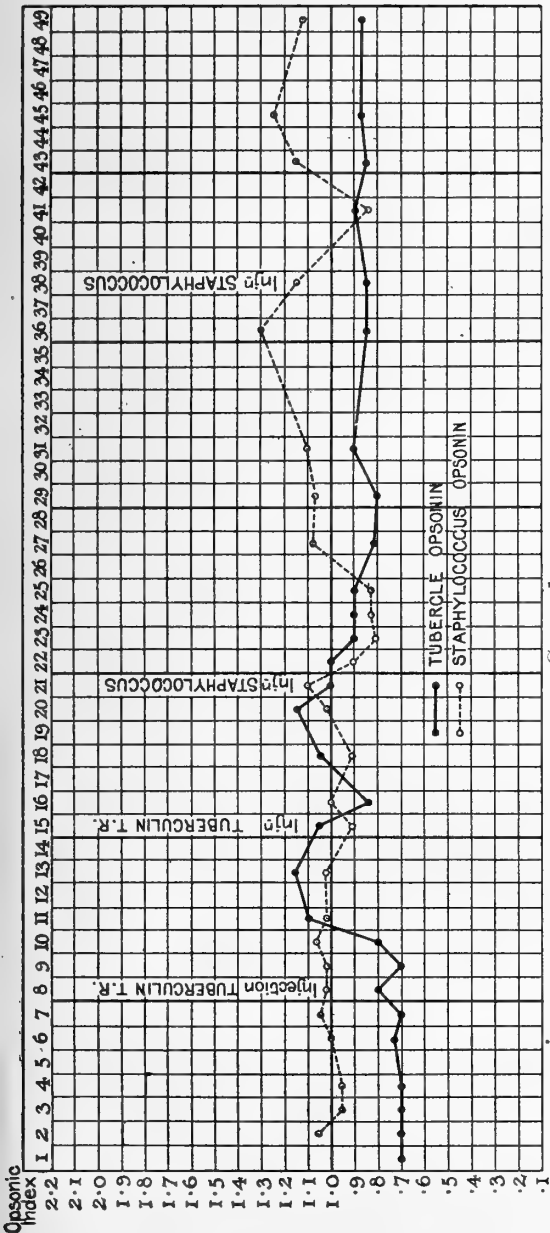 Opsonic
Index
1 2 3 4 5 6 7 8 9 10 11 12 13 14 15 16 17 18 19 20 21 22 23 24 25 26 27 28 29 30 31 32 33 34 35 36 37 38 39 40 41 42 43 44 45 46 47 48 49
2·2
2·1
2·0
1·9
1·8
1·7
1·6
1·5
1·4
1·3
1·2
1·1
1·0
·9
·8
·7
·6
·5
·4
·3
·2
·1
Injection TUBERCULIN T.R.
Injn TUBERCULIN T.R.
Injn STAPHYLOCOCCUS
Injn STAPHYLOCOCCUS
TUBERCLE OPSONIN
STAPHYLOCOCCUS OPSONIN